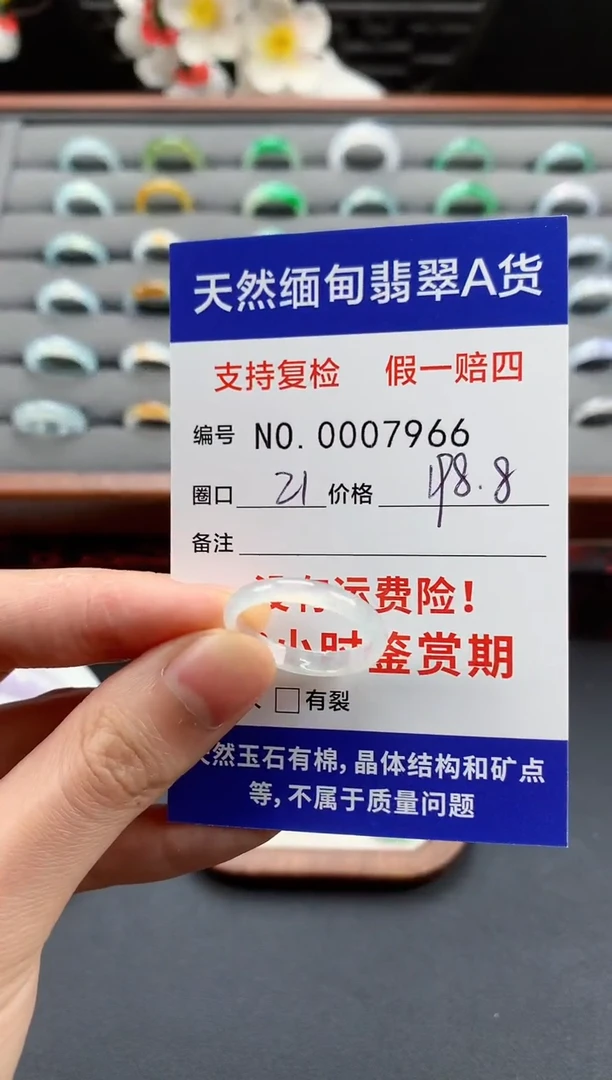 天然缅甸翡翠A货
支持复检 假一赔四
编号 NO.0007966
圈口 21 价格 198.8
备注
没有运费险！
小时鉴赏期
有裂
天然玉石有棉，晶体结构和矿点
等，不属于质量问题